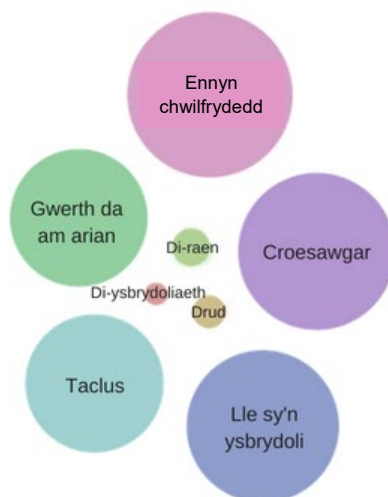 Ennyn
chwilfrydedd
Gwerth da
am arian
Di-raen
Croesawgar
Di-ysbrydoliaeth
Drud
Taclus
Lle sy'n
ysbrydoli